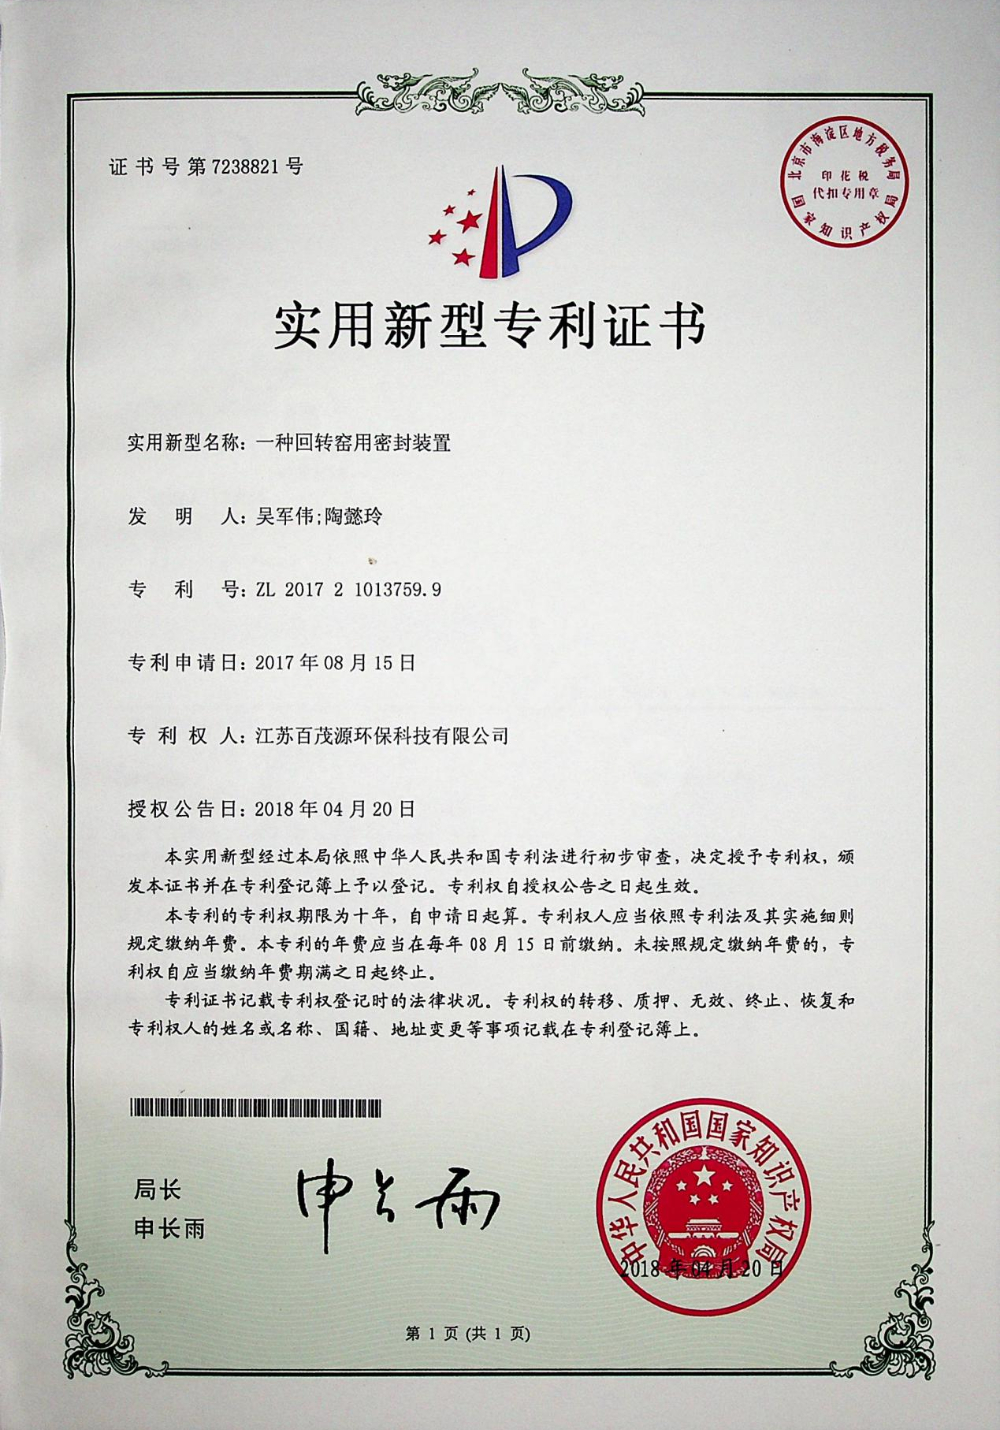 证书号第7238821号
北京市海淀区地方税务局
印花税
代扣专用章
国家知识产权局
实用新型专利证书
实用新型名称：一种回转窑用密封装置
发明人：吴军伟;陶懿玲
专利号：ZL 2017 2 1013759.9
专利申请日：2017年08月15日
专利权人：江苏百茂源环保科技有限公司
授权公告日：2018年04月20日
本实用新型经过本局依照中华人民共和国专利法进行初步审查，决定授予专利权，颁
发本证书并在专利登记簿上予以登记。专利权自授权公告之日起生效。
本专利的专利权期限为十年，自申请日起算。专利权人应当依照专利法及其实施细则
规定缴纳年费。本专利的年费应当在每年08月15日前缴纳。未按照规定缴纳年费的，专
利权自应当缴纳年费期满之日起终止。
专利证书记载专利权登记时的法律状况。专利权的转移、质押、无效、终止、恢复和
专利权人的姓名或名称、国籍、地址变更等事项记载在专利登记簿上。
局长
申长雨
申长雨
中华人民共和国国家知识产权局
2018年04月20日
第1页(共1页)